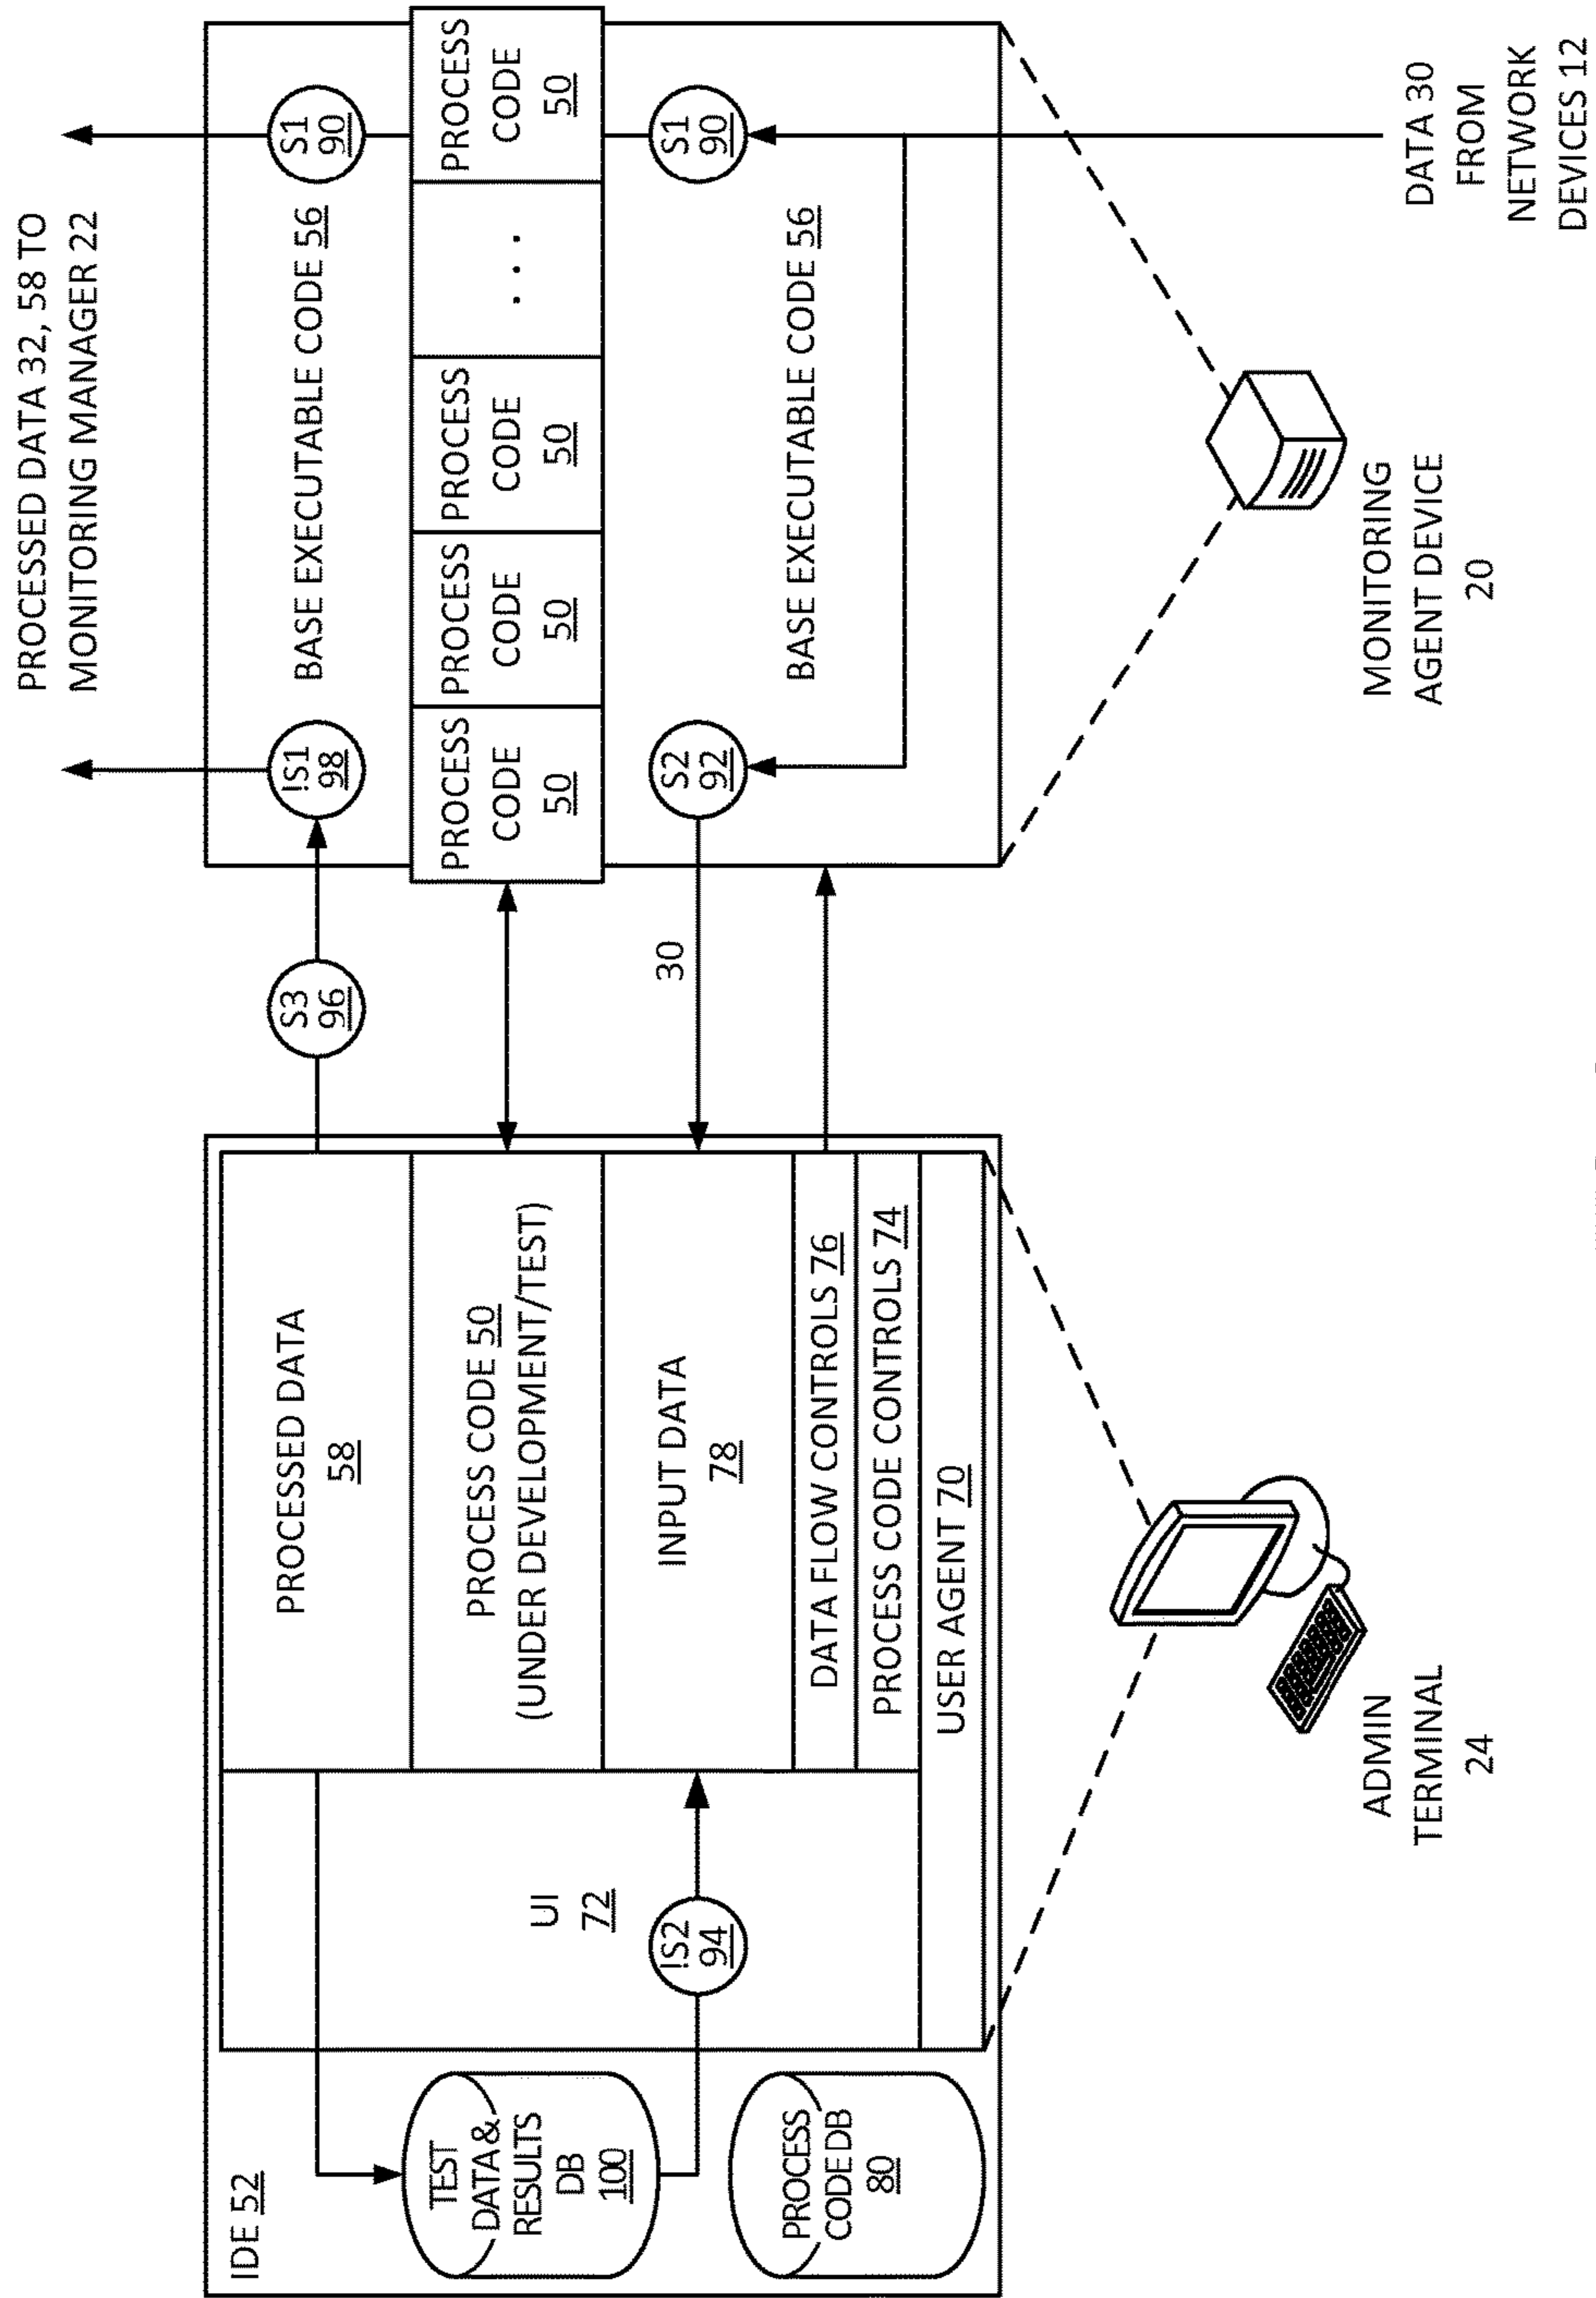 PROCESSED DATA 32, 58 TO
MONITORING MANAGER 22
IDE 52
TEST
DATA &
RESULTS
DB
100
PROCESS
CODE DB
80
UI
72
!S2
94
PROCESSED DATA
58
PROCESS CODE 50
(UNDER DEVELOPMENT/TEST)
INPUT DATA
78
DATA FLOW CONTROLS 76
PROCESS CODE CONTROLS 74
USER AGENT 70
S3
96
30
!S1
98
BASE EXECUTABLE CODE 56
S1
90
PROCESS
CODE
50
PROCESS
CODE
50
PROCESS
CODE
50
. . .
PROCESS
CODE
50
S2
92
BASE EXECUTABLE CODE 56
S1
90
ADMIN
TERMINAL
24
MONITORING
AGENT DEVICE
20
DATA 30
FROM
NETWORK
DEVICES 12